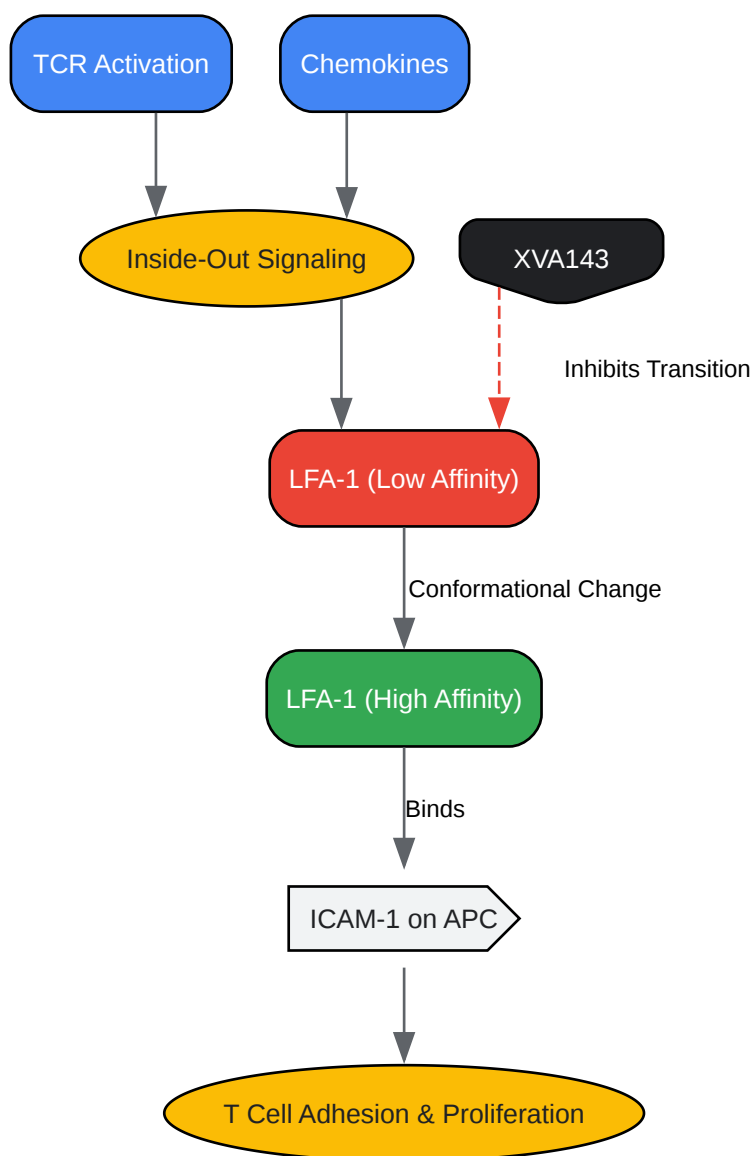 TCR Activation
Chemokines
Inside-Out Signaling
XVA143
Inhibits Transition
LFA-1 (Low Affinity)
Conformational Change
LFA-1 (High Affinity)
Binds
ICAM-1 on APC
T Cell Adhesion & Proliferation